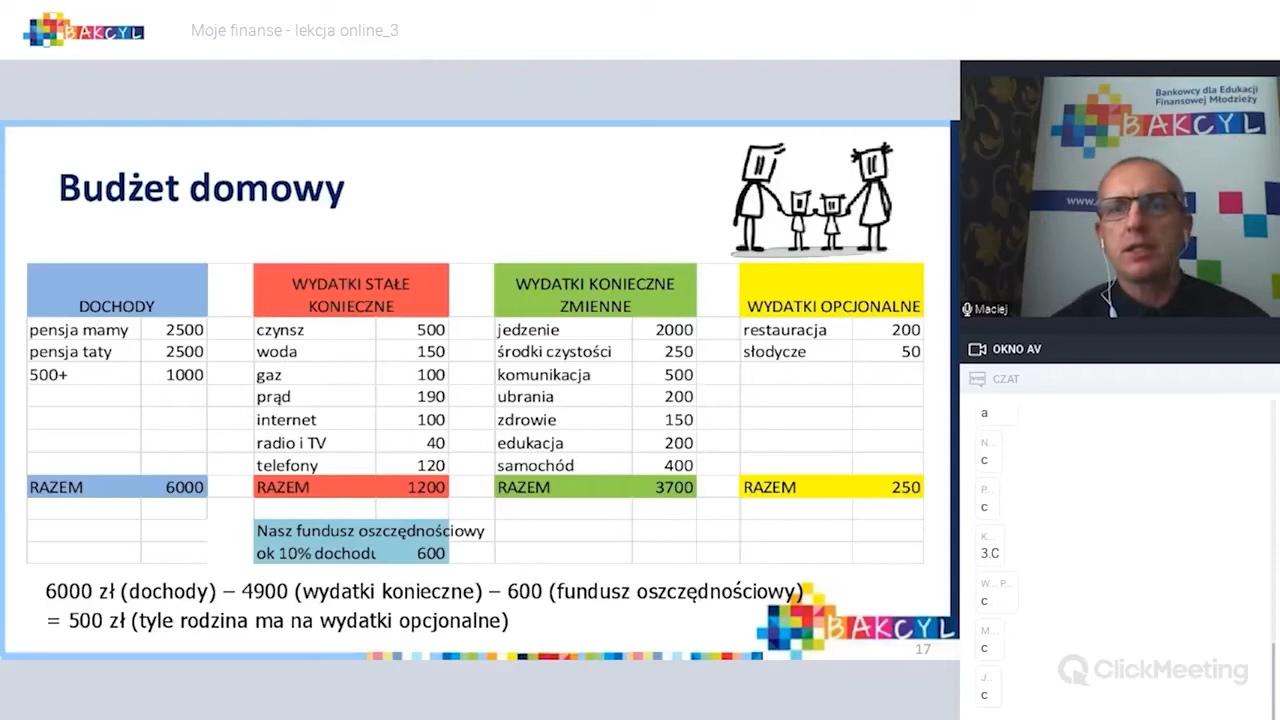 BAKCYL
Moje finanse - lekcja online_3
Budżet domowy
DOCHODY
pensja mamy 2500
pensja taty 2500
500+ 1000
RAZEM 6000
WYDATKI STAŁE
KONIECZNE
czynsz 500
woda 150
gaz 100
prąd 190
internet 100
radio i TV 40
telefony 120
RAZEM 1200
Nasz fundusz oszczędnościowy
ok 10% dochodu 600
WYDATKI KONIECZNE
ZMIENNE
jedzenie 2000
środki czystości 250
komunikacja 500
ubrania 200
zdrowie 150
edukacja 200
samochód 400
RAZEM 3700
WYDATKI OPCJONALNE
restauracja 200
słodycze 50
RAZEM 250
6000 zł (dochody) – 4900 (wydatki konieczne) – 600 (fundusz oszczędnościowy)
= 500 zł (tyle rodzina ma na wydatki opcjonalne)
BAKCYL
17
Bankowcy dla Edukacji
Finansowej Młodzieży
BAKCYL
www.
Maciej
OKNO AV
CZAT
a
N...
c
P...
c
K...
3.C
W... P...
c
M...
c
J...
c
ClickMeeting